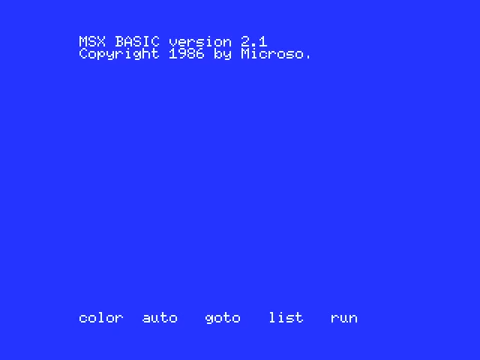 MSX BASIC version 2.1
Copyright 1986 by Microso.
color auto goto list run